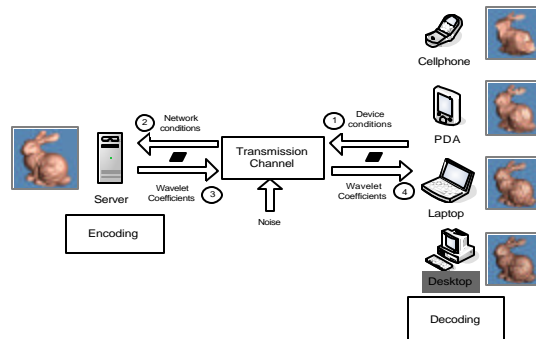 Cellphone
2
Network
conditions
1
Device
conditions
PDA
Transmission
Channel
Server
Wavelet
Coefficients
3
Wavelet
Coefficients
4
Laptop
Noise
Encoding
Desktop
Decoding